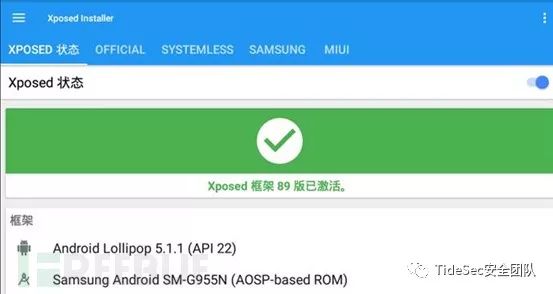 Xposed Installer
XPOSED 状态 OFFICIAL SYSTEMLESS SAMSUNG MIUI
Xposed 状态
Xposed 框架 89 版已激活。
框架
Android Lollipop 5.1.1 (API 22)
Samsung Android SM-G955N (AOSP-based ROM)
REEBUF
TideSec安全团队